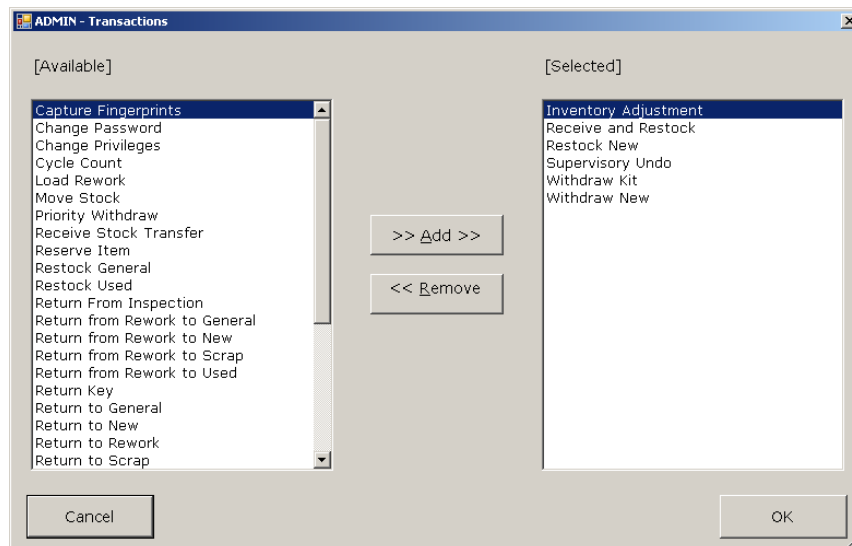 ADMIN - Transactions
[Available]
[Selected]
Capture Fingerprints
Change Password
Change Privileges
Cycle Count
Load Rework
Move Stock
Priority Withdraw
Receive Stock Transfer
Reserve Item
Restock General
Restock Used
Return From Inspection
Return from Rework to General
Return from Rework to New
Return from Rework to Scrap
Return from Rework to Used
Return Key
Return to General
Return to New
Return to Rework
Return to Scrap
>> Add >>
<< Remove
Inventory Adjustment
Receive and Restock
Restock New
Supervisory Undo
Withdraw Kit
Withdraw New
Cancel
OK